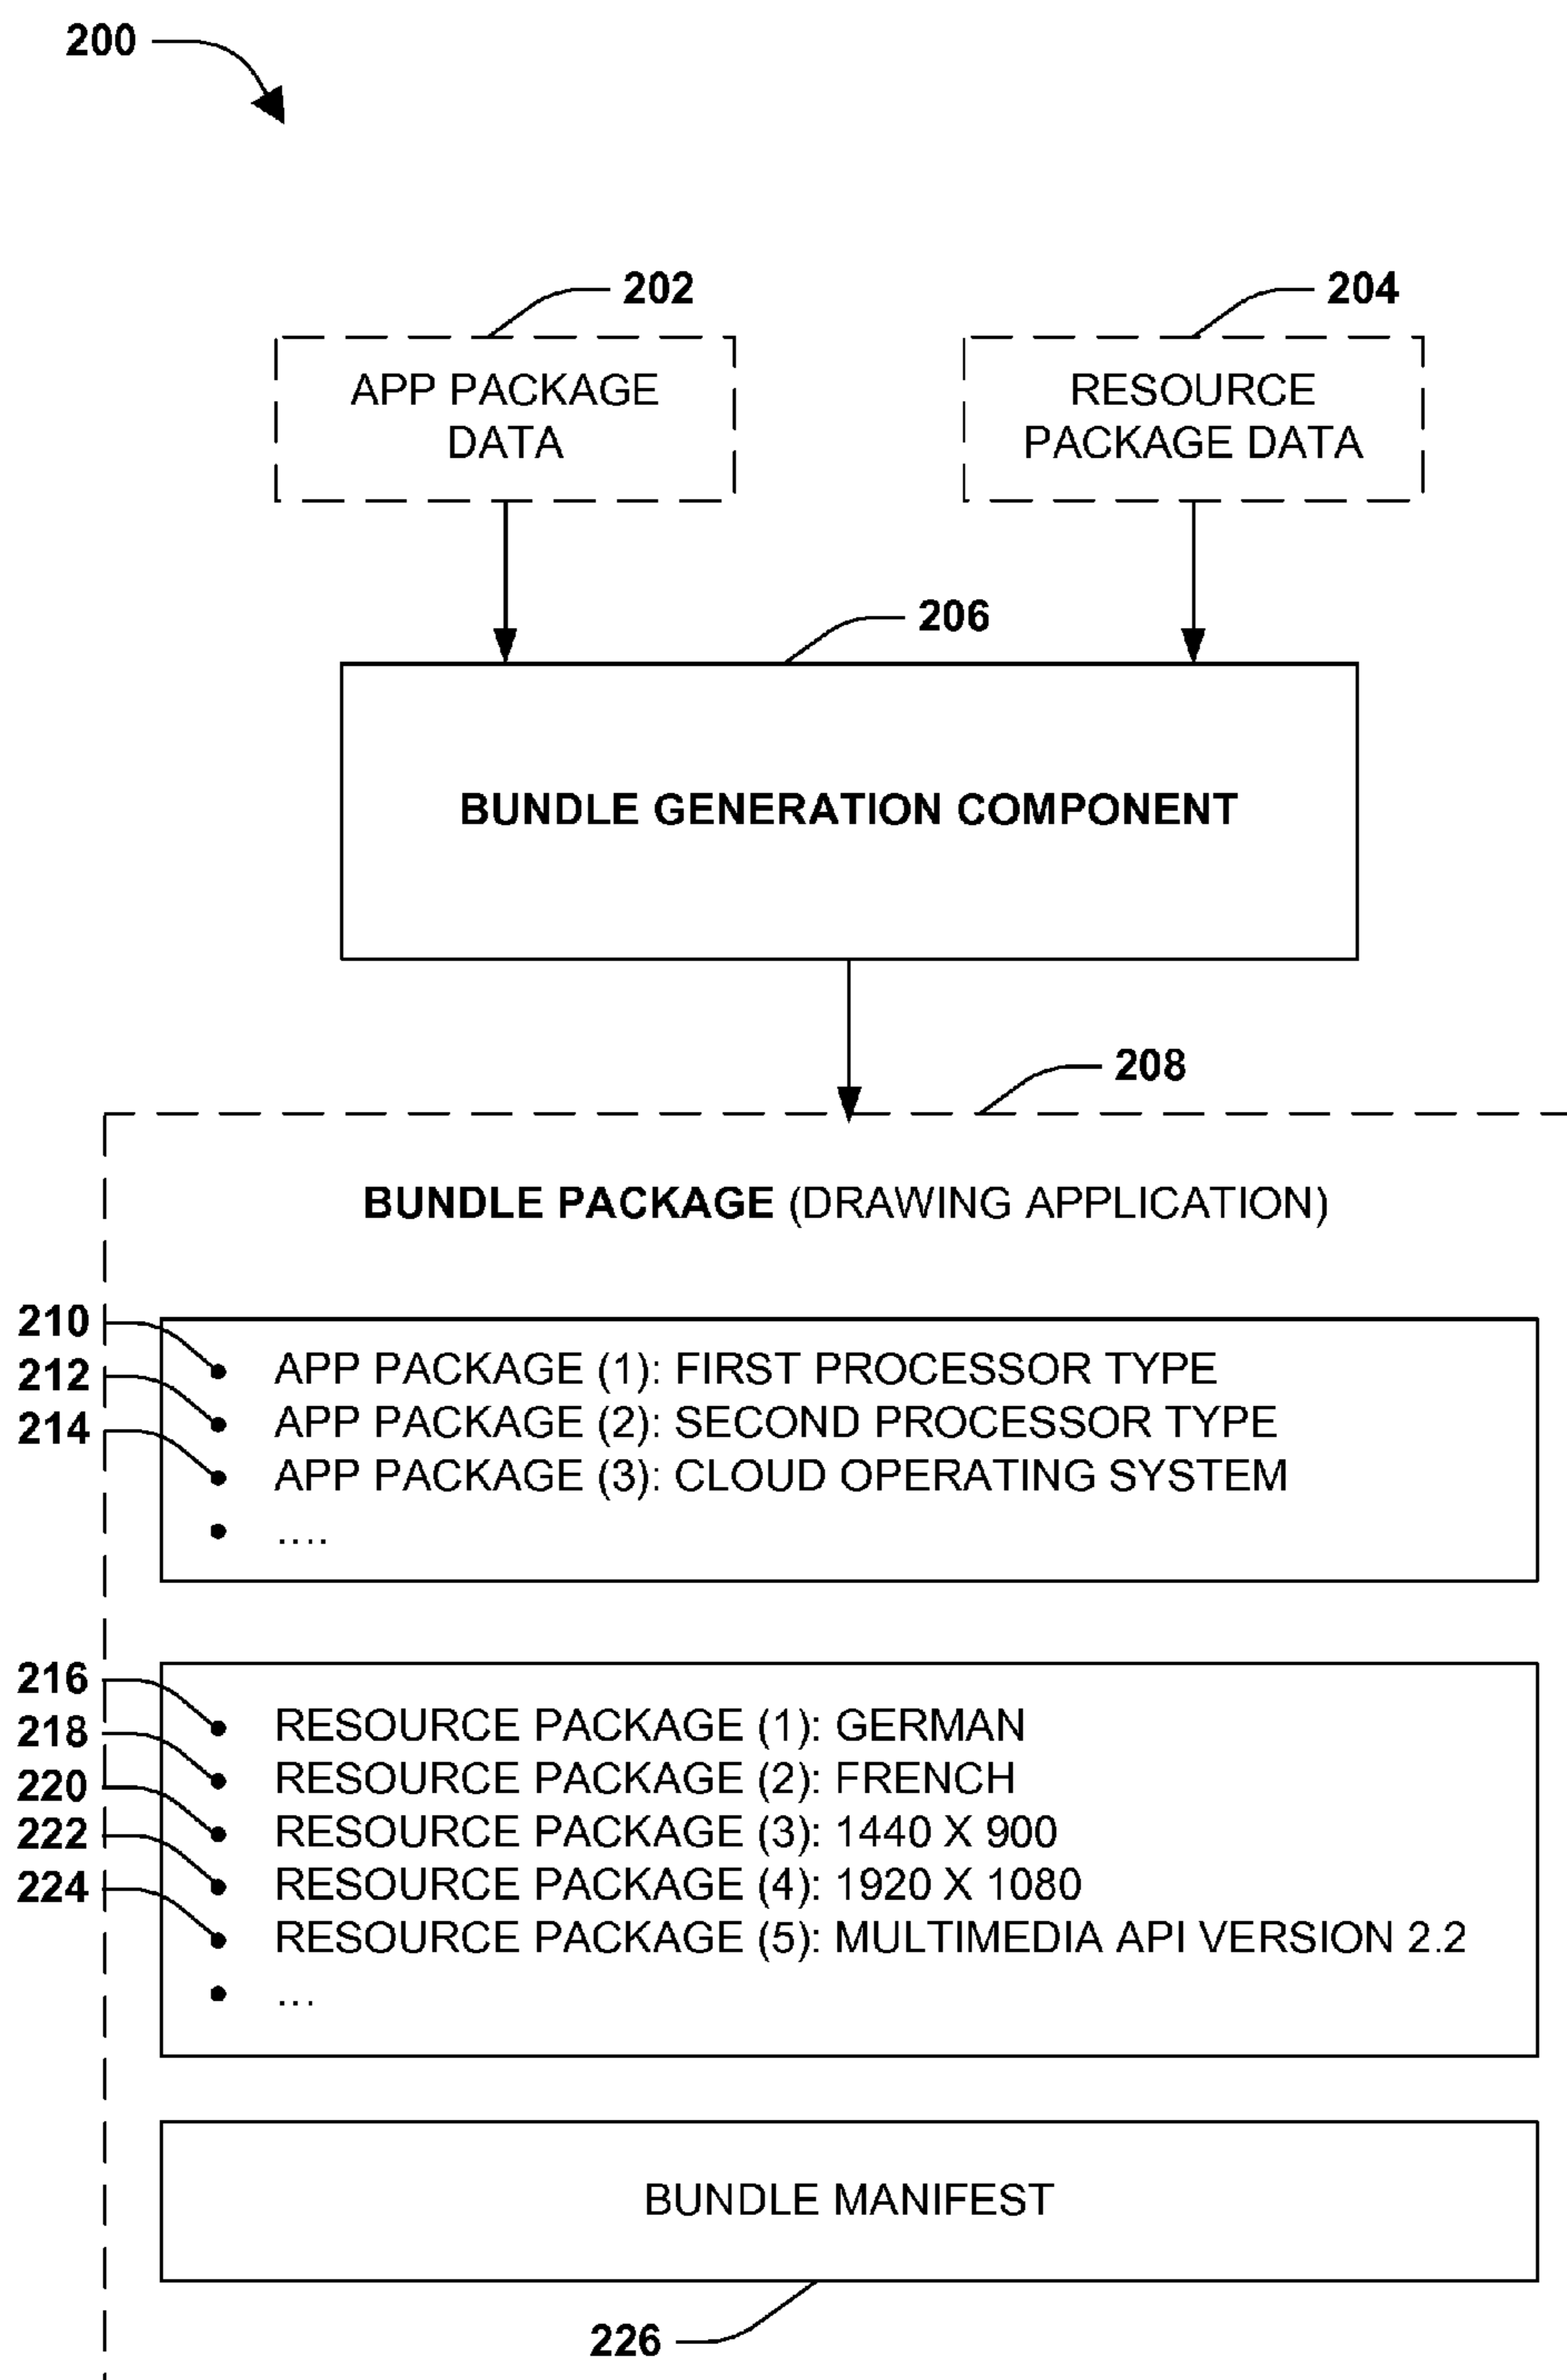 200
202
204
APP PACKAGE
DATA
RESOURCE
PACKAGE DATA
206
BUNDLE GENERATION COMPONENT
208
BUNDLE PACKAGE (DRAWING APPLICATION)
210
• APP PACKAGE (1): FIRST PROCESSOR TYPE
212
• APP PACKAGE (2): SECOND PROCESSOR TYPE
214
• APP PACKAGE (3): CLOUD OPERATING SYSTEM
• ....
216
• RESOURCE PACKAGE (1): GERMAN
218
• RESOURCE PACKAGE (2): FRENCH
220
• RESOURCE PACKAGE (3): 1440 X 900
222
• RESOURCE PACKAGE (4): 1920 X 1080
224
• RESOURCE PACKAGE (5): MULTIMEDIA API VERSION 2.2
• ...
BUNDLE MANIFEST
226